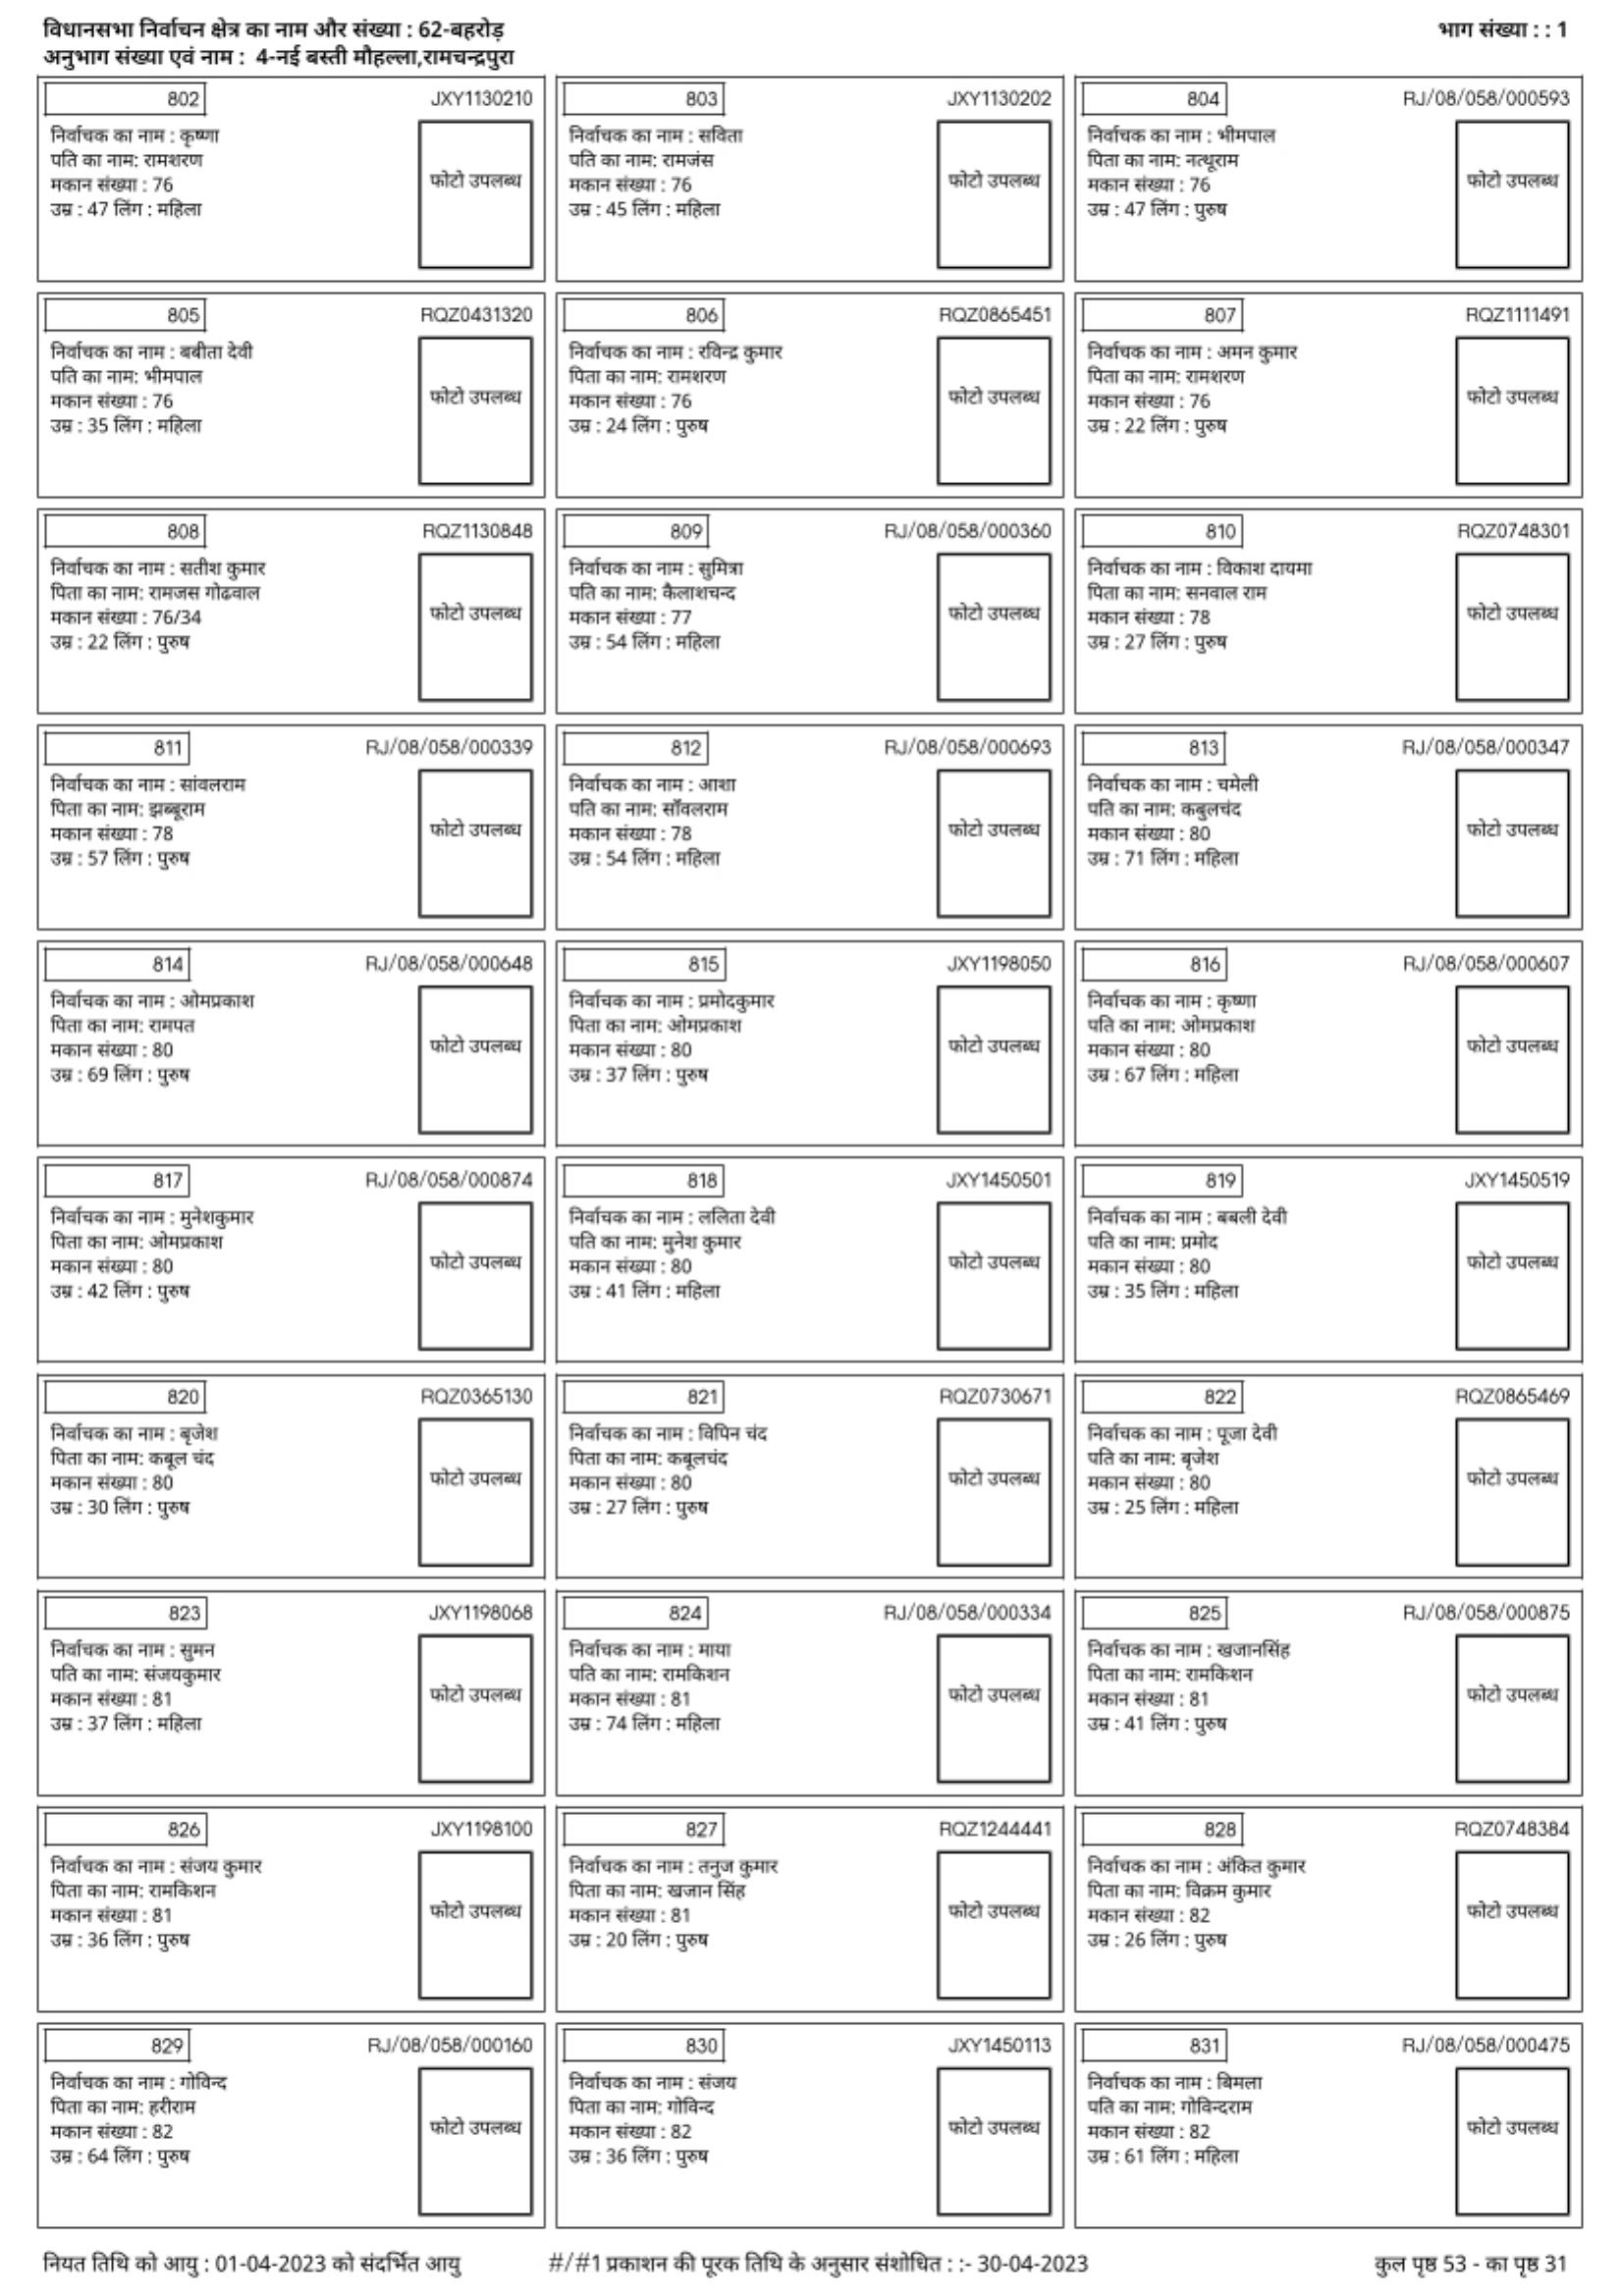 विधानसभा निर्वाचन क्षेत्र का नाम और संख्या : 62-बहरोड़
भाग संख्या : : 1
अनुभाग संख्या एवं नाम : 4-नई बस्ती मौहल्ला,रामचन्द्रपुरा
802 JXY1130210
निर्वाचक का नाम : कृष्णा
पति का नाम: रामशरण
मकान संख्या : 76
उम्र : 47 लिंग : महिला
फोटो उपलब्ध
803 JXY1130202
निर्वाचक का नाम : सविता
पति का नाम: रामजंस
मकान संख्या : 76
उम्र : 45 लिंग : महिला
फोटो उपलब्ध
804 RJ/08/058/000593
निर्वाचक का नाम : भीमपाल
पिता का नाम: नत्थूराम
मकान संख्या : 76
उम्र : 47 लिंग : पुरुष
फोटो उपलब्ध
805 RQZ0431320
निर्वाचक का नाम : बबीता देवी
पति का नाम: भीमपाल
मकान संख्या : 76
उम्र : 35 लिंग : महिला
फोटो उपलब्ध
806 RQZ0865451
निर्वाचक का नाम : रविन्द्र कुमार
पिता का नाम: रामशरण
मकान संख्या : 76
उम्र : 24 लिंग : पुरुष
फोटो उपलब्ध
807 RQZ1111491
निर्वाचक का नाम : अमन कुमार
पिता का नाम: रामशरण
मकान संख्या : 76
उम्र : 22 लिंग : पुरुष
फोटो उपलब्ध
808 RQZ1130848
निर्वाचक का नाम : सतीश कुमार
पिता का नाम: रामजस गोढवाल
मकान संख्या : 76/34
उम्र : 22 लिंग : पुरुष
फोटो उपलब्ध
809 RJ/08/058/000360
निर्वाचक का नाम : सुमित्रा
पति का नाम: कैलाशचन्द
मकान संख्या : 77
उम्र : 54 लिंग : महिला
फोटो उपलब्ध
810 RQZ0748301
निर्वाचक का नाम : विकाश दायमा
पिता का नाम: सनवाल राम
मकान संख्या : 78
उम्र : 27 लिंग : पुरुष
फोटो उपलब्ध
811 RJ/08/058/000339
निर्वाचक का नाम : सांवलराम
पिता का नाम: झब्बूराम
मकान संख्या : 78
उम्र : 57 लिंग : पुरुष
फोटो उपलब्ध
812 RJ/08/058/000693
निर्वाचक का नाम : आशा
पति का नाम: साँवलराम
मकान संख्या : 78
उम्र : 54 लिंग : महिला
फोटो उपलब्ध
813 RJ/08/058/000347
निर्वाचक का नाम : चमेली
पति का नाम: कबुलचंद
मकान संख्या : 80
उम्र : 71 लिंग : महिला
फोटो उपलब्ध
814 RJ/08/058/000648
निर्वाचक का नाम : ओमप्रकाश
पिता का नाम: रामपत
मकान संख्या : 80
उम्र : 69 लिंग : पुरुष
फोटो उपलब्ध
815 JXY1198050
निर्वाचक का नाम : प्रमोदकुमार
पिता का नाम: ओमप्रकाश
मकान संख्या : 80
उम्र : 37 लिंग : पुरुष
फोटो उपलब्ध
816 RJ/08/058/000607
निर्वाचक का नाम : कृष्णा
पति का नाम: ओमप्रकाश
मकान संख्या : 80
उम्र : 67 लिंग : महिला
फोटो उपलब्ध
817 RJ/08/058/000874
निर्वाचक का नाम : मुनेशकुमार
पिता का नाम: ओमप्रकाश
मकान संख्या : 80
उम्र : 42 लिंग : पुरुष
फोटो उपलब्ध
818 JXY1450501
निर्वाचक का नाम : ललिता देवी
पति का नाम: मुनेश कुमार
मकान संख्या : 80
उम्र : 41 लिंग : महिला
फोटो उपलब्ध
819 JXY1450519
निर्वाचक का नाम : बबली देवी
पति का नाम: प्रमोद
मकान संख्या : 80
उम्र : 35 लिंग : महिला
फोटो उपलब्ध
820 RQZ0365130
निर्वाचक का नाम : बृजेश
पिता का नाम: कबूल चंद
मकान संख्या : 80
उम्र : 30 लिंग : पुरुष
फोटो उपलब्ध
821 RQZ0730671
निर्वाचक का नाम : विपिन चंद
पिता का नाम: कबूलचंद
मकान संख्या : 80
उम्र : 27 लिंग : पुरुष
फोटो उपलब्ध
822 RQZ0865469
निर्वाचक का नाम : पूजा देवी
पति का नाम: बृजेश
मकान संख्या : 80
उम्र : 25 लिंग : महिला
फोटो उपलब्ध
823 JXY1198068
निर्वाचक का नाम : सुमन
पति का नाम: संजयकुमार
मकान संख्या : 81
उम्र : 37 लिंग : महिला
फोटो उपलब्ध
824 RJ/08/058/000334
निर्वाचक का नाम : माया
पति का नाम: रामकिशन
मकान संख्या : 81
उम्र : 74 लिंग : महिला
फोटो उपलब्ध
825 RJ/08/058/000875
निर्वाचक का नाम : खजानसिंह
पिता का नाम: रामकिशन
मकान संख्या : 81
उम्र : 41 लिंग : पुरुष
फोटो उपलब्ध
826 JXY1198100
निर्वाचक का नाम : संजय कुमार
पिता का नाम: रामकिशन
मकान संख्या : 81
उम्र : 36 लिंग : पुरुष
फोटो उपलब्ध
827 RQZ1244441
निर्वाचक का नाम : तनुज कुमार
पिता का नाम: खजान सिंह
मकान संख्या : 81
उम्र : 20 लिंग : पुरुष
फोटो उपलब्ध
828 RQZ0748384
निर्वाचक का नाम : अंकित कुमार
पिता का नाम: विक्रम कुमार
मकान संख्या : 82
उम्र : 26 लिंग : पुरुष
फोटो उपलब्ध
829 RJ/08/058/000160
निर्वाचक का नाम : गोविन्द
पिता का नाम: हरीराम
मकान संख्या : 82
उम्र : 64 लिंग : पुरुष
फोटो उपलब्ध
830 JXY1450113
निर्वाचक का नाम : संजय
पिता का नाम: गोविन्द
मकान संख्या : 82
उम्र : 36 लिंग : पुरुष
फोटो उपलब्ध
831 RJ/08/058/000475
निर्वाचक का नाम : बिमला
पति का नाम: गोविन्दराम
मकान संख्या : 82
उम्र : 61 लिंग : महिला
फोटो उपलब्ध
नियत तिथि को आयु : 01-04-2023 को संदर्भित आयु
#/#1 प्रकाशन की पूरक तिथि के अनुसार संशोधित : :- 30-04-2023
कुल पृष्ठ 53 - का पृष्ठ 31